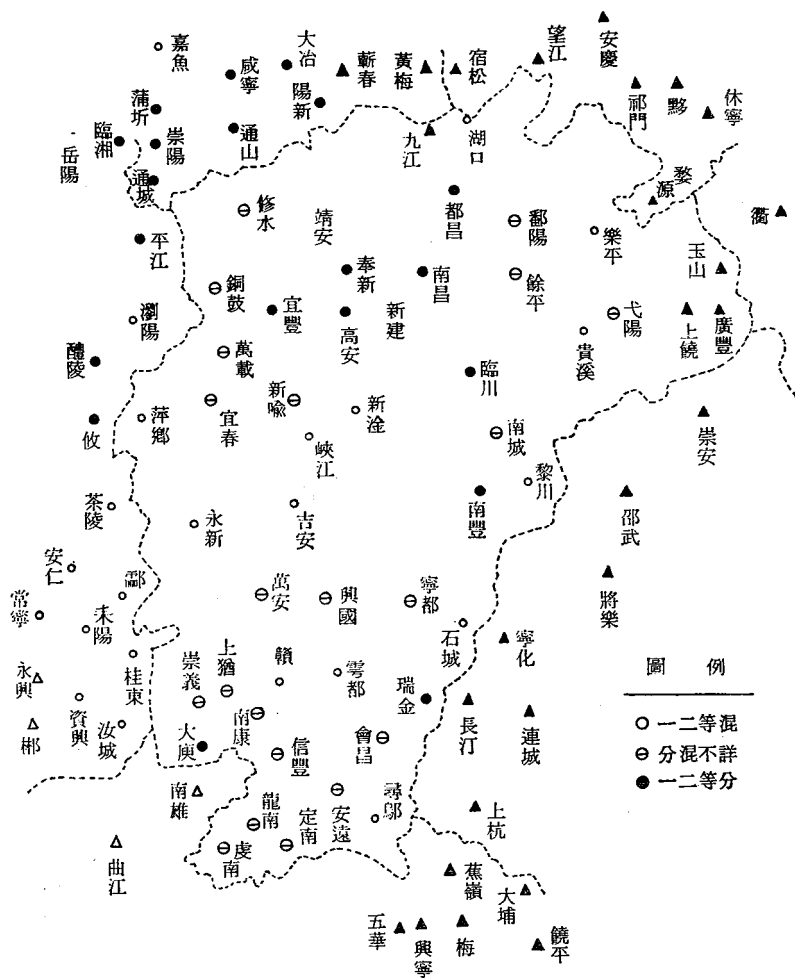 嘉魚
咸寧
大冶
陽新
蘄春
黃梅
宿松
望江
安慶
祁門
黟
休寧
蒲圻
臨湘
岳陽
崇陽
通城
通山
九江
湖口
婺源
衢
修水
靖安
都昌
鄱陽
樂平
玉山
平江
銅鼓
奉新
南昌
餘平
瀏陽
宜豐
高安
新建
弋陽
上饒
廣豐
貴溪
醴陵
萬載
臨川
攸
萍鄉
宜春
新喩
新淦
南城
崇安
峽江
黎川
茶陵
永新
吉安
南豐
邵武
安仁
酃
萬安
興國
寧都
將樂
常寧
耒陽
石城
寧化
永興
桂東
崇義
上猶
贛
雩都
瑞金
長汀
連城
郴
資興
汝城
大庾
南康
信豐
會昌
南雄
龍南
定南
安遠
尋鄔
上杭
曲江
虔南
蕉嶺
大埔
五華
興寧
梅
饒平
圖例
○ 一二等混
⊖ 分混不詳
● 一二等分